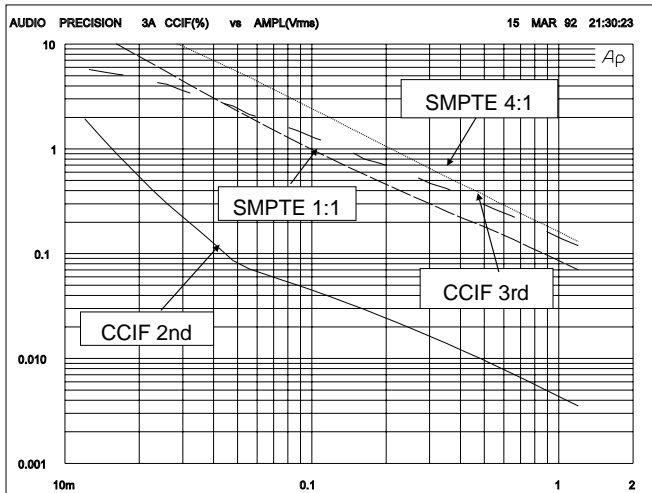 AUDIO PRECISION 3A CCIF(%) vs AMPL(Vrms) 15 MAR 92 21:30:23
10
Ap
SMPTE 4:1
1
SMPTE 1:1
0.1
CCIF 3rd
CCIF 2nd
0.010
0.001
10m 0.1 1 2